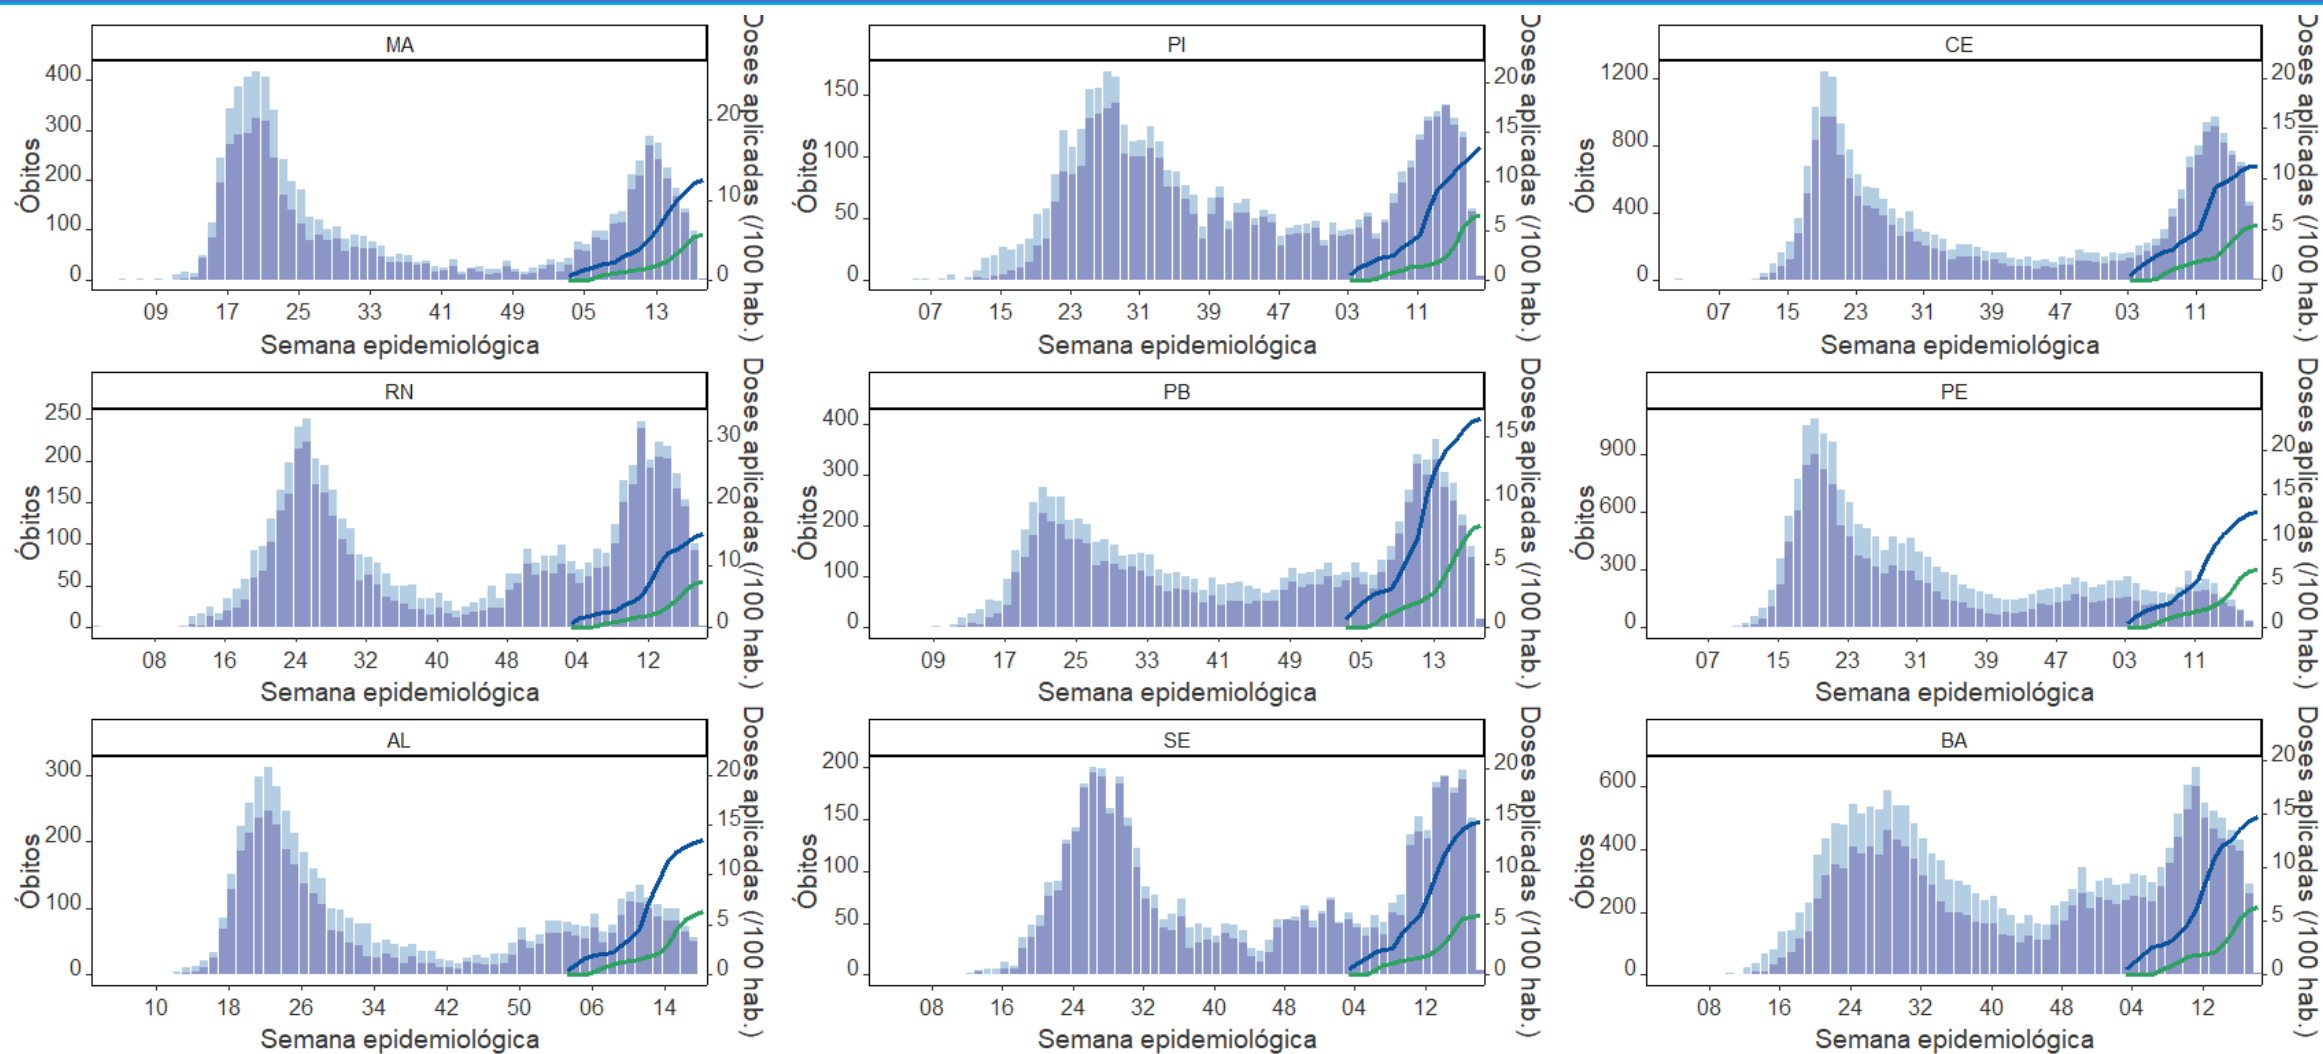 MA
400
300
200
100
0
20
10
0
Óbitos
Doses aplicadas (/100 hab.)
09 17 25 33 41 49 05 13
Semana epidemiológica
PI
150
100
50
0
20
15
10
5
0
Óbitos
Doses aplicadas (/100 hab.)
07 15 23 31 39 47 03 11
Semana epidemiológica
CE
1200
800
400
0
20
15
10
5
0
Óbitos
Doses aplicadas (/100 hab.)
07 15 23 31 39 47 03 11
Semana epidemiológica
RN
250
200
150
100
50
0
30
20
10
0
Óbitos
Doses aplicadas (/100 hab.)
08 16 24 32 40 48 04 12
Semana epidemiológica
PB
400
300
200
100
0
15
10
5
0
Óbitos
Doses aplicadas (/100 hab.)
09 17 25 33 41 49 05 13
Semana epidemiológica
PE
900
600
300
0
20
15
10
5
0
Óbitos
Doses aplicadas (/100 hab.)
07 15 23 31 39 47 03 11
Semana epidemiológica
AL
300
200
100
0
20
15
10
5
0
Óbitos
Doses aplicadas (/100 hab.)
10 18 26 34 42 50 06 14
Semana epidemiológica
SE
200
150
100
50
0
20
15
10
5
0
Óbitos
Doses aplicadas (/100 hab.)
08 16 24 32 40 48 04 12
Semana epidemiológica
BA
600
400
200
0
20
15
10
5
0
Óbitos
Doses aplicadas (/100 hab.)
08 16 24 32 40 48 04 12
Semana epidemiológica